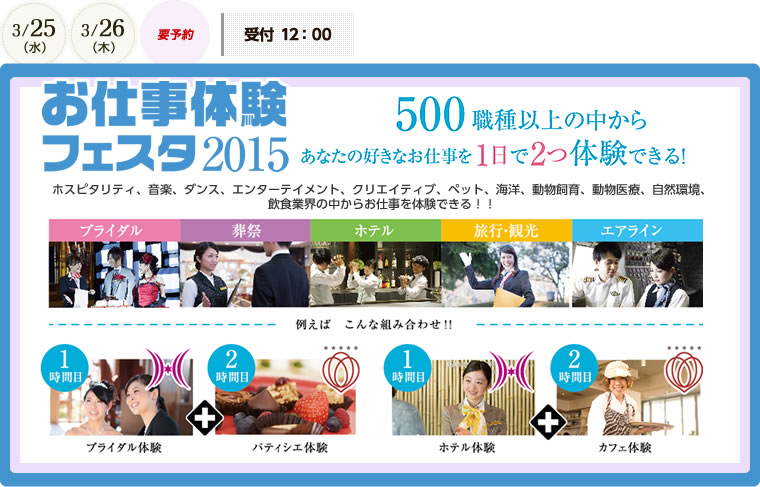 3/25
(水)
3/26
(木)
要予約
受付 12:00
お仕事体験
フェスタ2015
500職種以上の中から
あなたの好きなお仕事を1日で2つ体験できる!
ホスピタリティ、音楽、ダンス、エンターテイメント、クリエイティブ、ペット、海洋、動物飼育、動物医療、自然環境、
飲食業界の中からお仕事を体験できる!!
ブライダル 葬祭 ホテル 旅行・観光 エアライン
例えば こんな組み合わせ!!
1
時間目
2
時間目
1
時間目
2
時間目
ブライダル体験 パティシエ体験 ホテル体験 カフェ体験